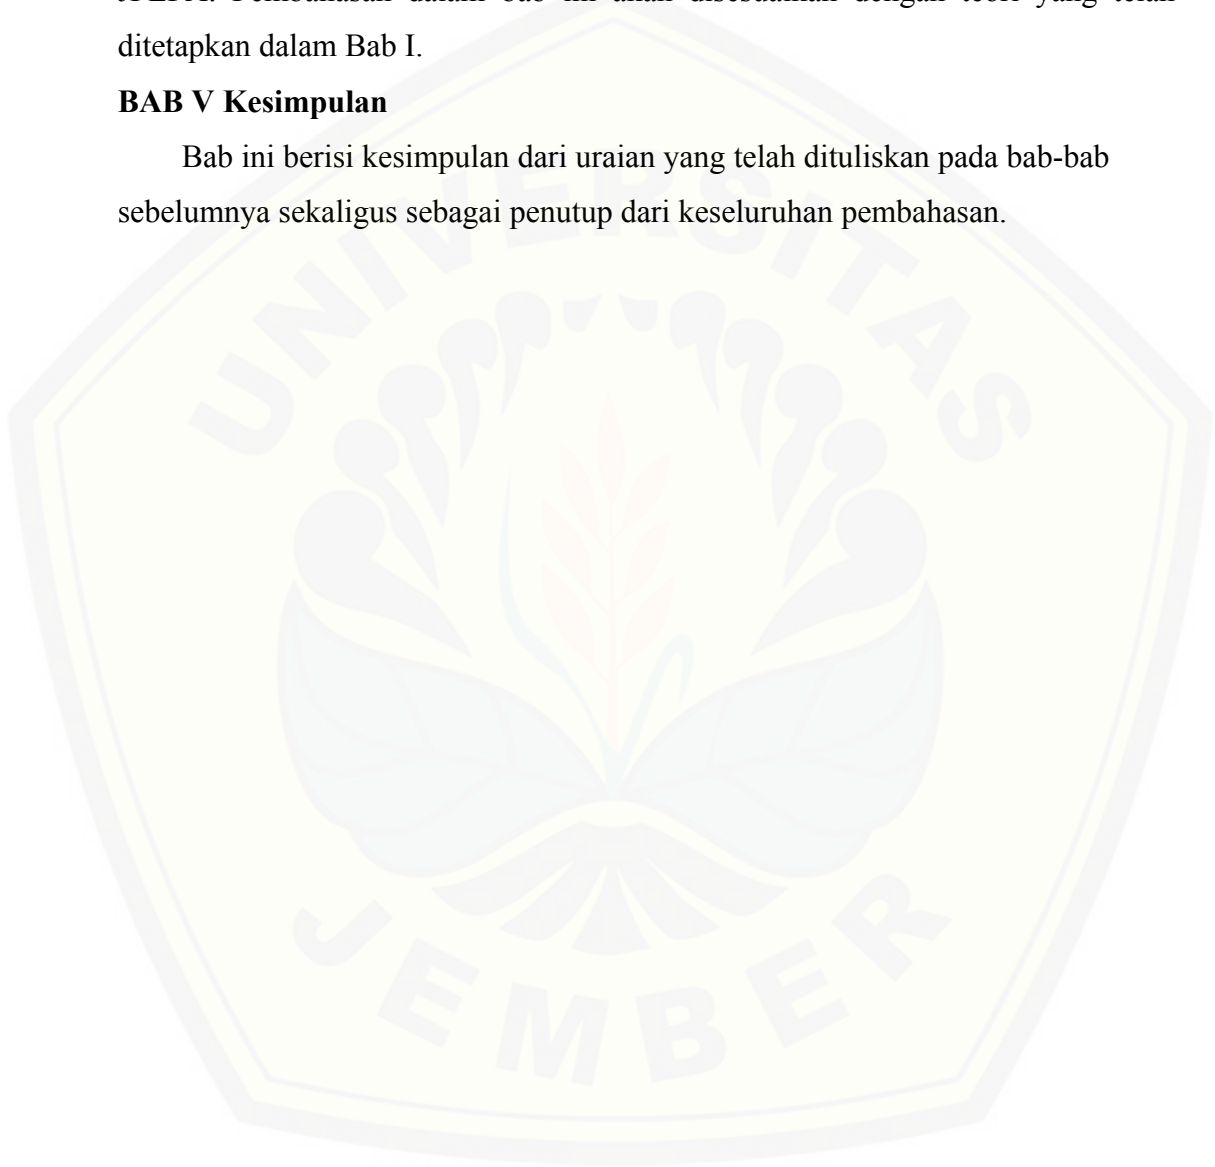 Pembahasan dalam bab ini akan disesuaikan dengan teori yang telah
ditetapkan dalam Bab I.
BAB V Kesimpulan
Bab ini berisi kesimpulan dari uraian yang telah dituliskan pada bab-bab
sebelumnya sekaligus sebagai penutup dari keseluruhan pembahasan.
UNIVERSITAS
JEMBER